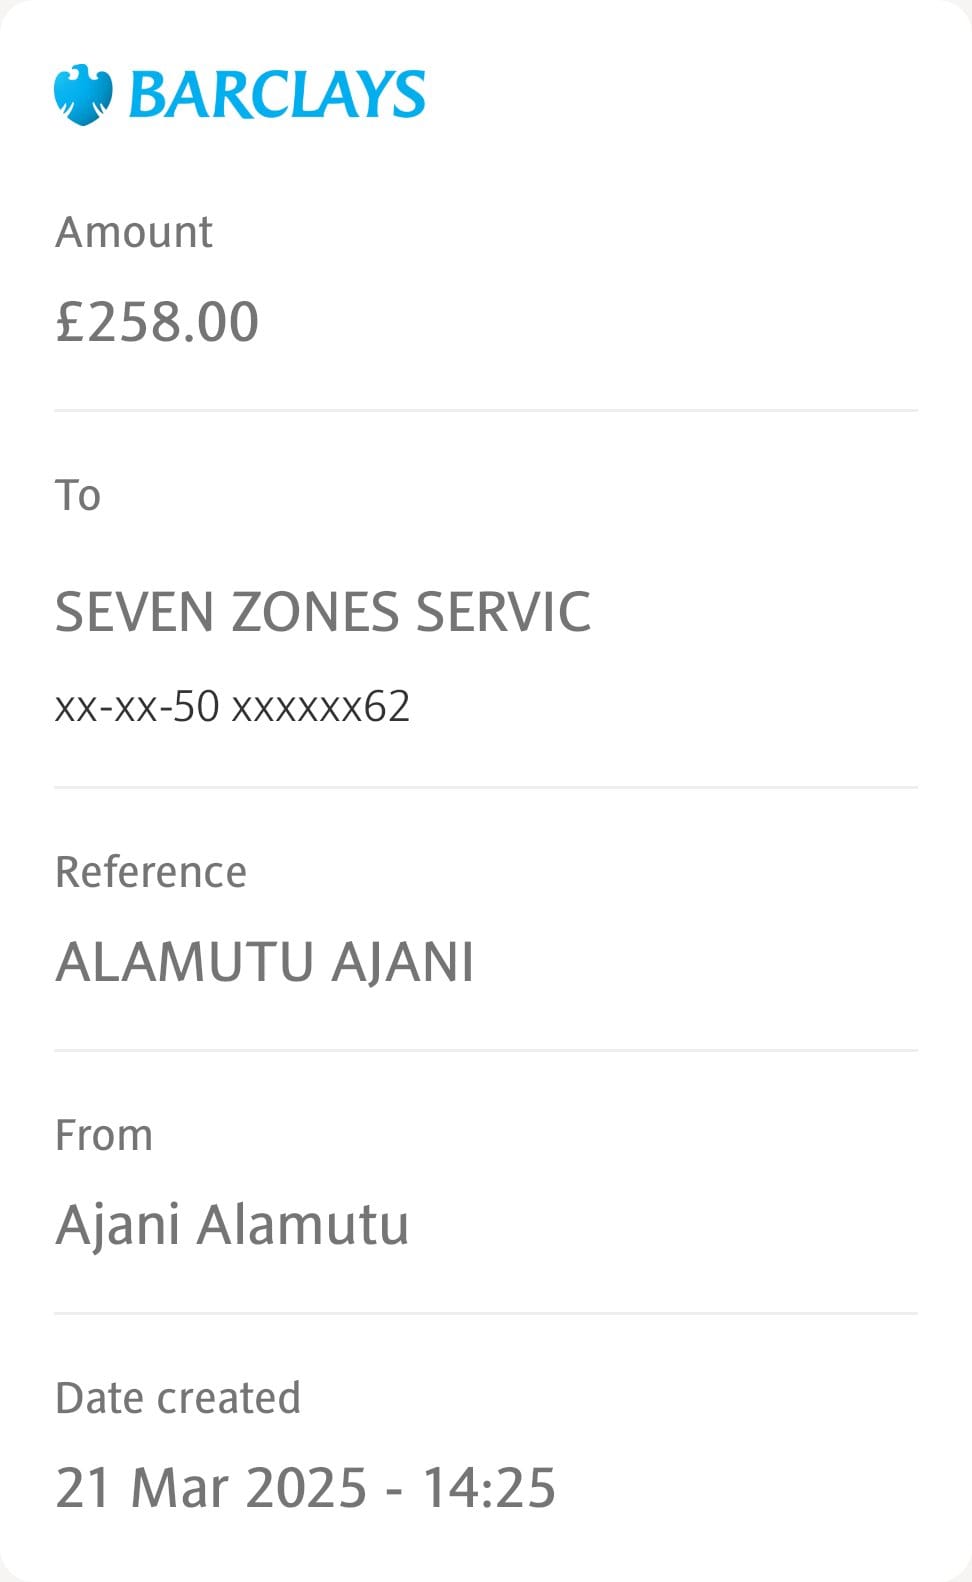 BARCLAYS
Amount
£258.00
To
SEVEN ZONES SERVIC
xx-xx-50 xxxxxx62
Reference
ALAMUTU AJANI
From
Ajani Alamutu
Date created
21 Mar 2025 - 14:25